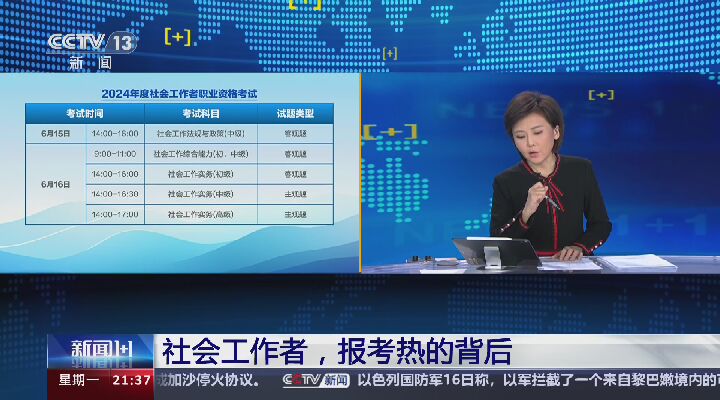 CCTV 13
新闻
[+]
[+]
[+]
[+]
2024年度社会工作者职业资格考试
考试时间 考试科目 试题类型
6月15日 14:00-16:00 社会工作法规与政策(中级) 客观题
6月16日 9:00-11:00 社会工作综合能力(初、中级) 客观题
14:00-16:00 社会工作实务(初级) 客观题
14:00-16:30 社会工作实务(中级) 主观题
14:00-17:00 社会工作实务(高级) 主观题
新闻1+1
社会工作者，报考热的背后
星期一 21:37 成加沙停火协议。 CCTV新闻 以色列国防军16日称，以军拦截了一个来自黎巴嫩境内的